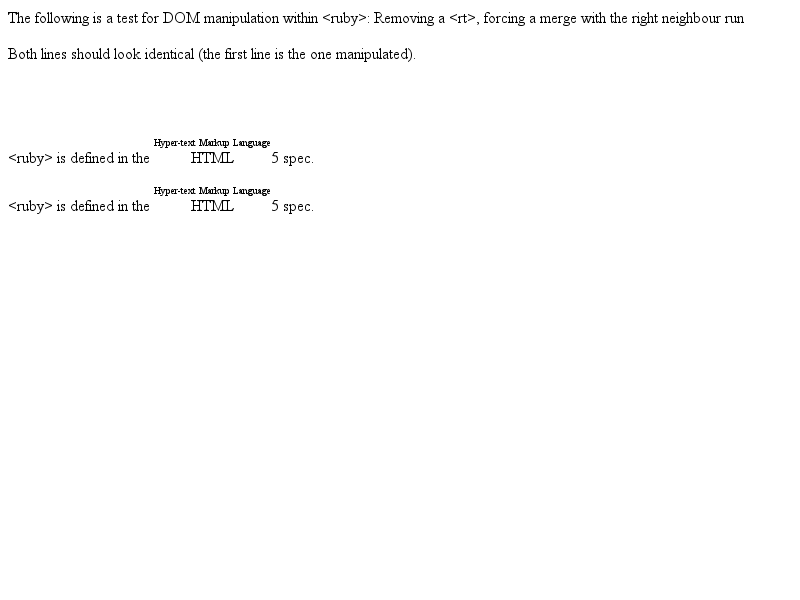 The following is a test for DOM manipulation within <ruby>: Removing a <rt>, forcing a merge with the right neighbour run
Both lines should look identical (the first line is the one manipulated).
Hyper-text Markup Language
<ruby> is defined in the HTML 5 spec.
Hyper-text Markup Language
<ruby> is defined in the HTML 5 spec.